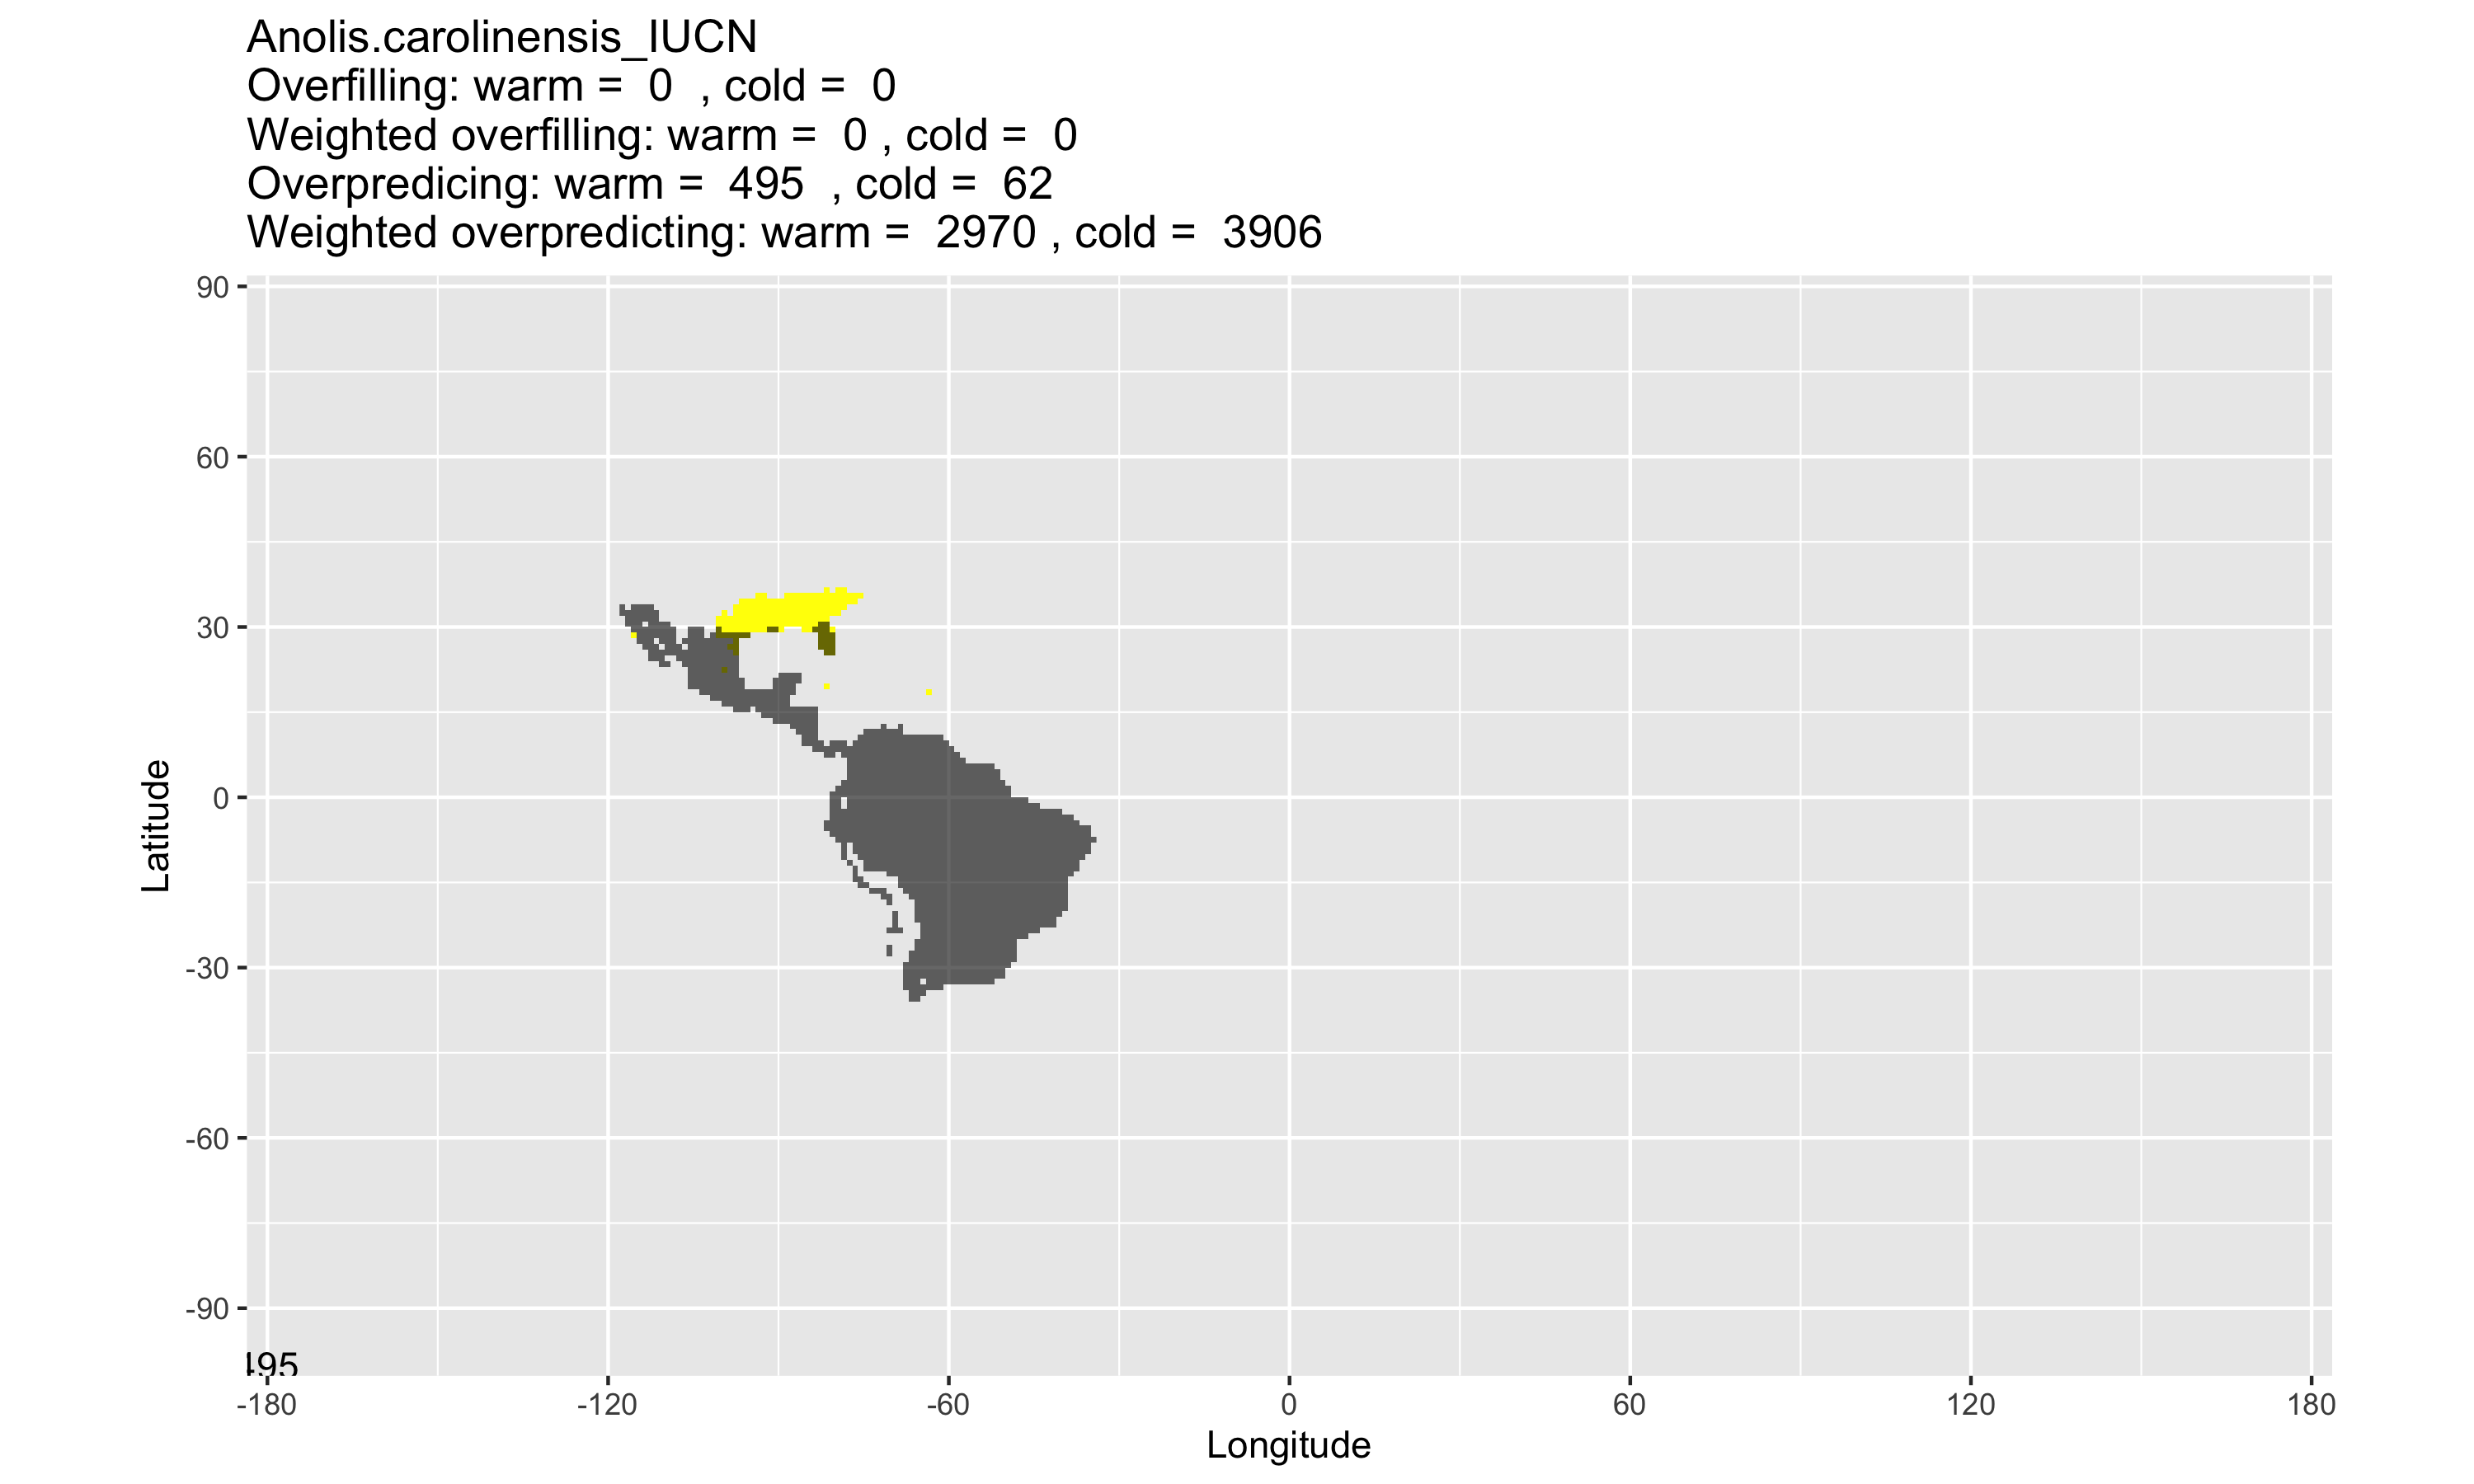 Anolis.carolinensis_IUCN
Overfilling: warm =  0  , cold =  0
Weighted overfilling: warm =  0 , cold =  0
Overpredicing: warm =  495  , cold =  62
Weighted overpredicting: warm =  2970 , cold =  3906
90
60
30
0
-30
-60
-90
Latitude
495
-180 -120 -60 0 60 120 180
Longitude